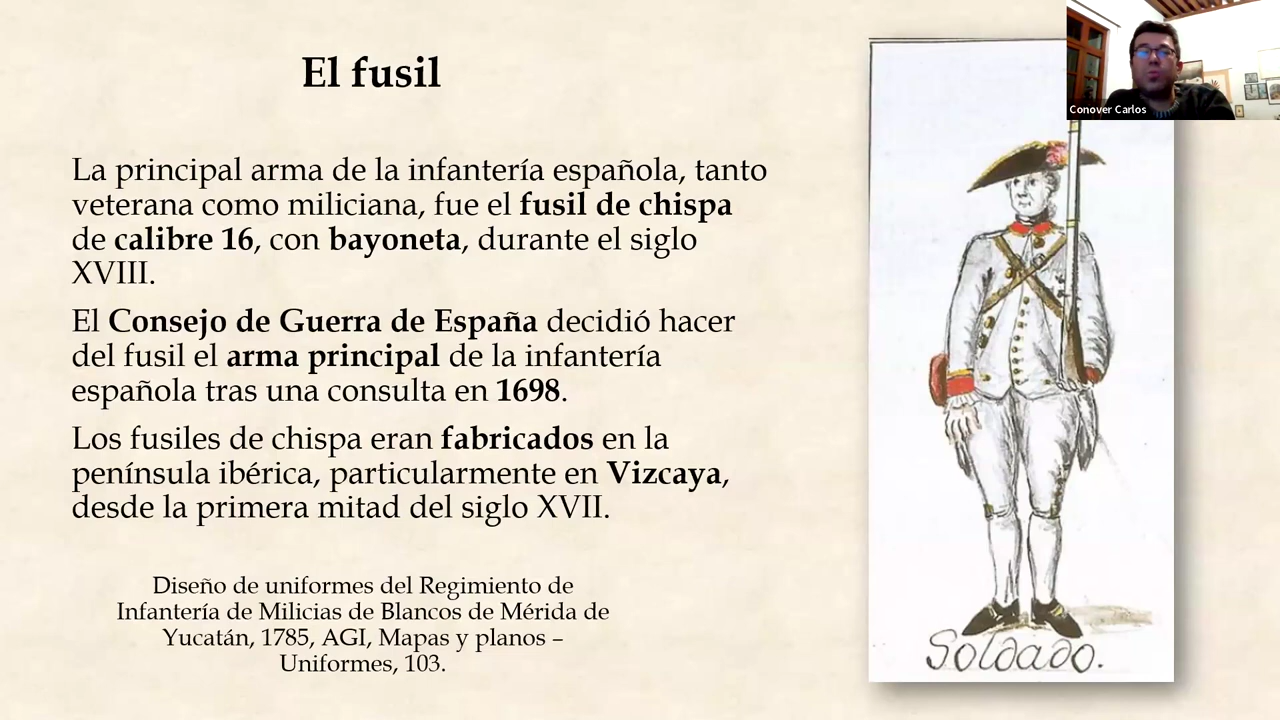 El fusil
La principal arma de la infantería española, tanto
veterana como miliciana, fue el fusil de chispa
de calibre 16, con bayoneta, durante el siglo
XVIII.
El Consejo de Guerra de España decidió hacer
del fusil el arma principal de la infantería
española tras una consulta en 1698.
Los fusiles de chispa eran fabricados en la
península ibérica, particularmente en Vizcaya,
desde la primera mitad del siglo XVII.
Diseño de uniformes del Regimiento de
Infantería de Milicias de Blancos de Mérida de
Yucatán, 1785, AGI, Mapas y planos –
Uniformes, 103.
Conover Carlos
Soldado.